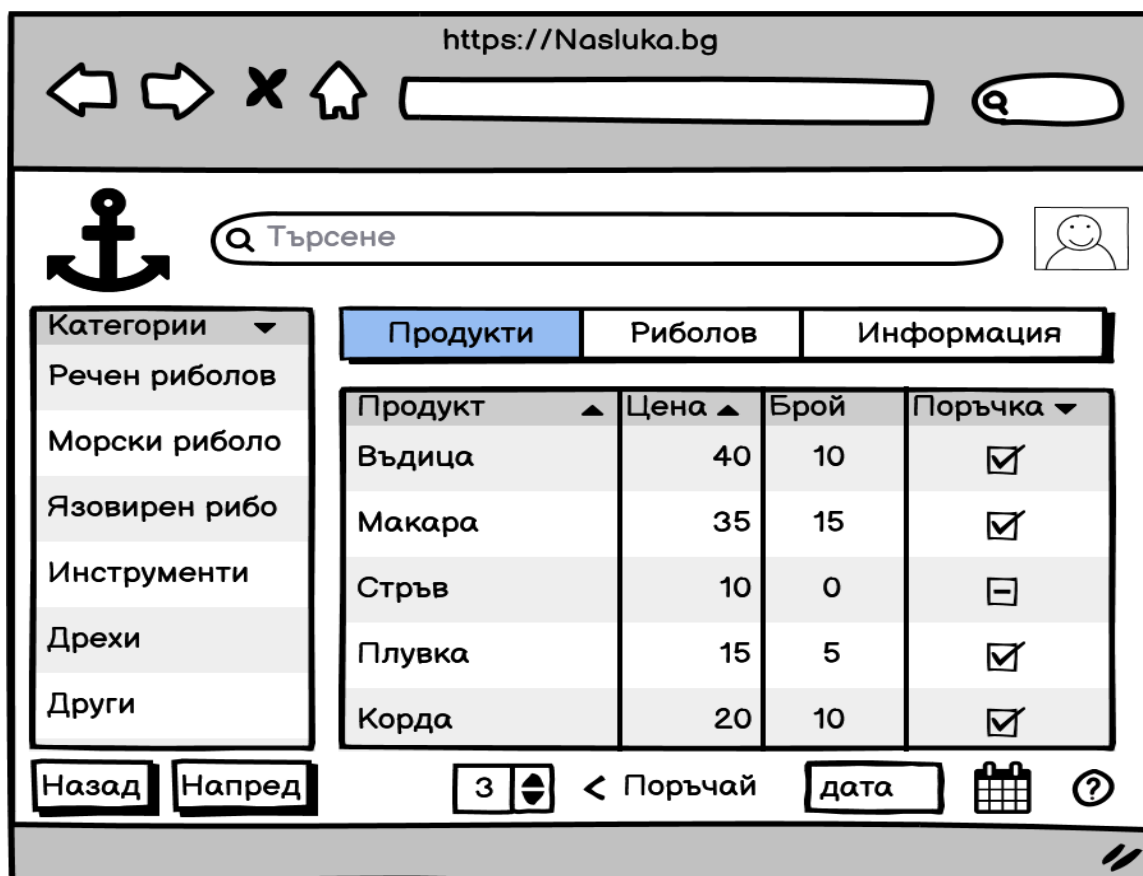 https://Nasluka.bg
Търсене
Категории
Речен риболов
Морски риболо
Язовирен рибо
Инструменти
Дрехи
Други
Продукти Риболов Информация
Продукт Цена Брой Поръчка
Въдица 40 10
Макара 35 15
Стръв 10 0
Плувка 15 5
Корда 20 10
Назад Напред 3 < Поръчай дата ?